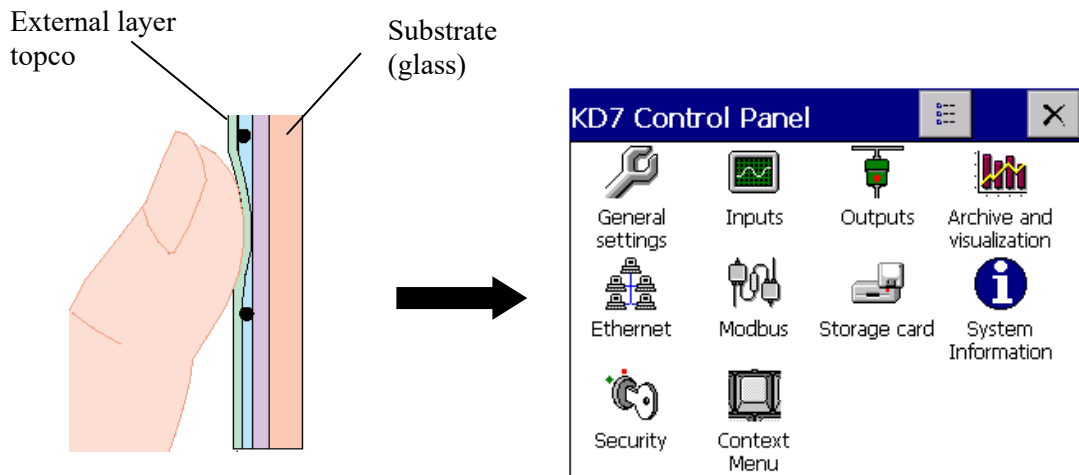 External layer
topco
Substrate
(glass)
KD7 Control Panel
General
settings
Inputs
Outputs
Archive and
visualization
Ethernet
Modbus
Storage card
System
Information
Security
Context
Menu